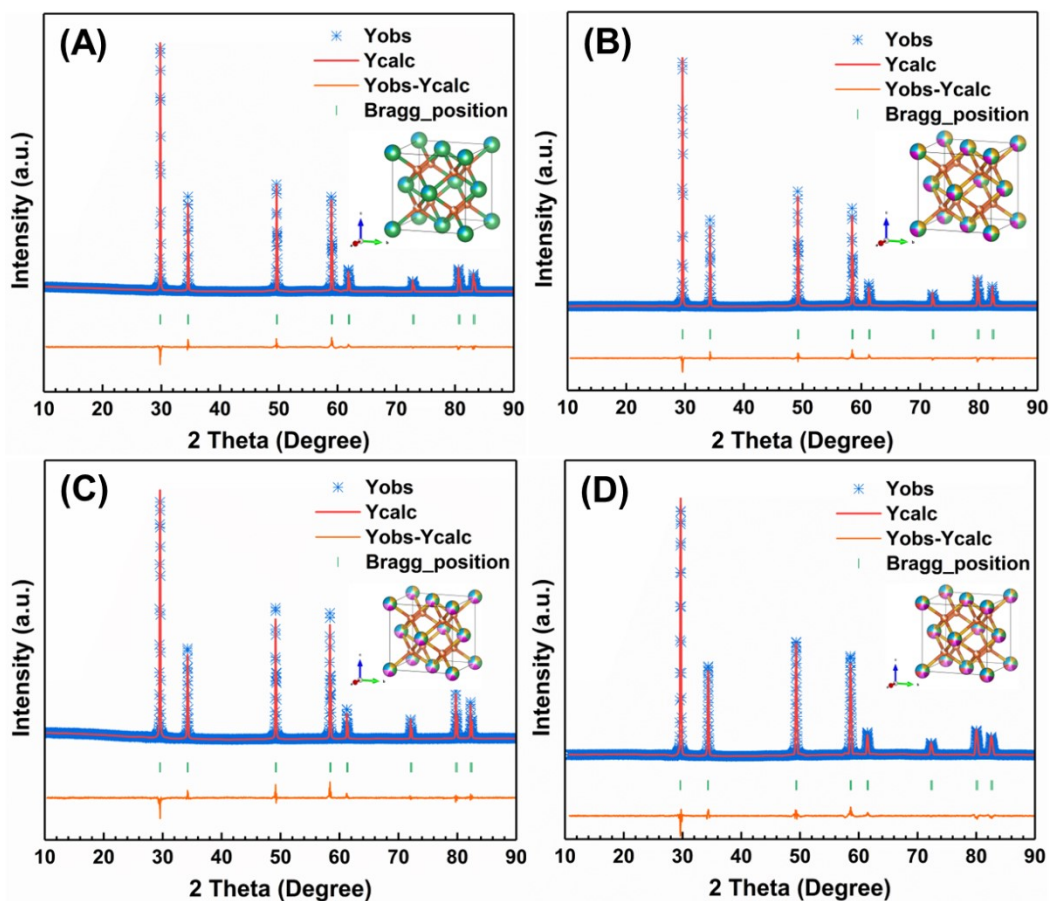 (A)
Yobs
Ycalc
Yobs-Ycalc
Bragg_position
Intensity (a.u.)
10 20 30 40 50 60 70 80 90
2 Theta (Degree)
(B)
Yobs
Ycalc
Yobs-Ycalc
Bragg_position
Intensity (a.u.)
10 20 30 40 50 60 70 80 90
2 Theta (Degree)
(C)
Yobs
Ycalc
Yobs-Ycalc
Bragg_position
Intensity (a.u.)
10 20 30 40 50 60 70 80 90
2 Theta (Degree)
(D)
Yobs
Ycalc
Yobs-Ycalc
Bragg_position
Intensity (a.u.)
10 20 30 40 50 60 70 80 90
2 Theta (Degree)